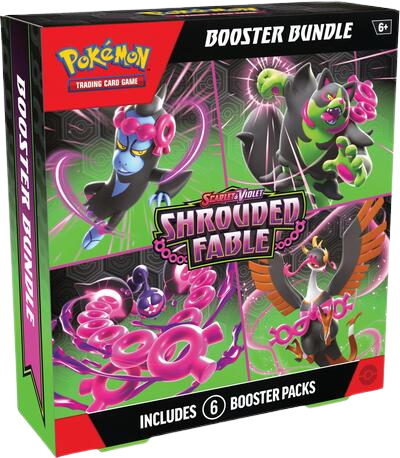 BOOSTER BUNDLE
6+
Pokémon
TRADING CARD GAME
BOOSTER BUNDLE
SCARLET & VIOLET
SHROUDED
FABLE
INCLUDES 6 BOOSTER PACKS